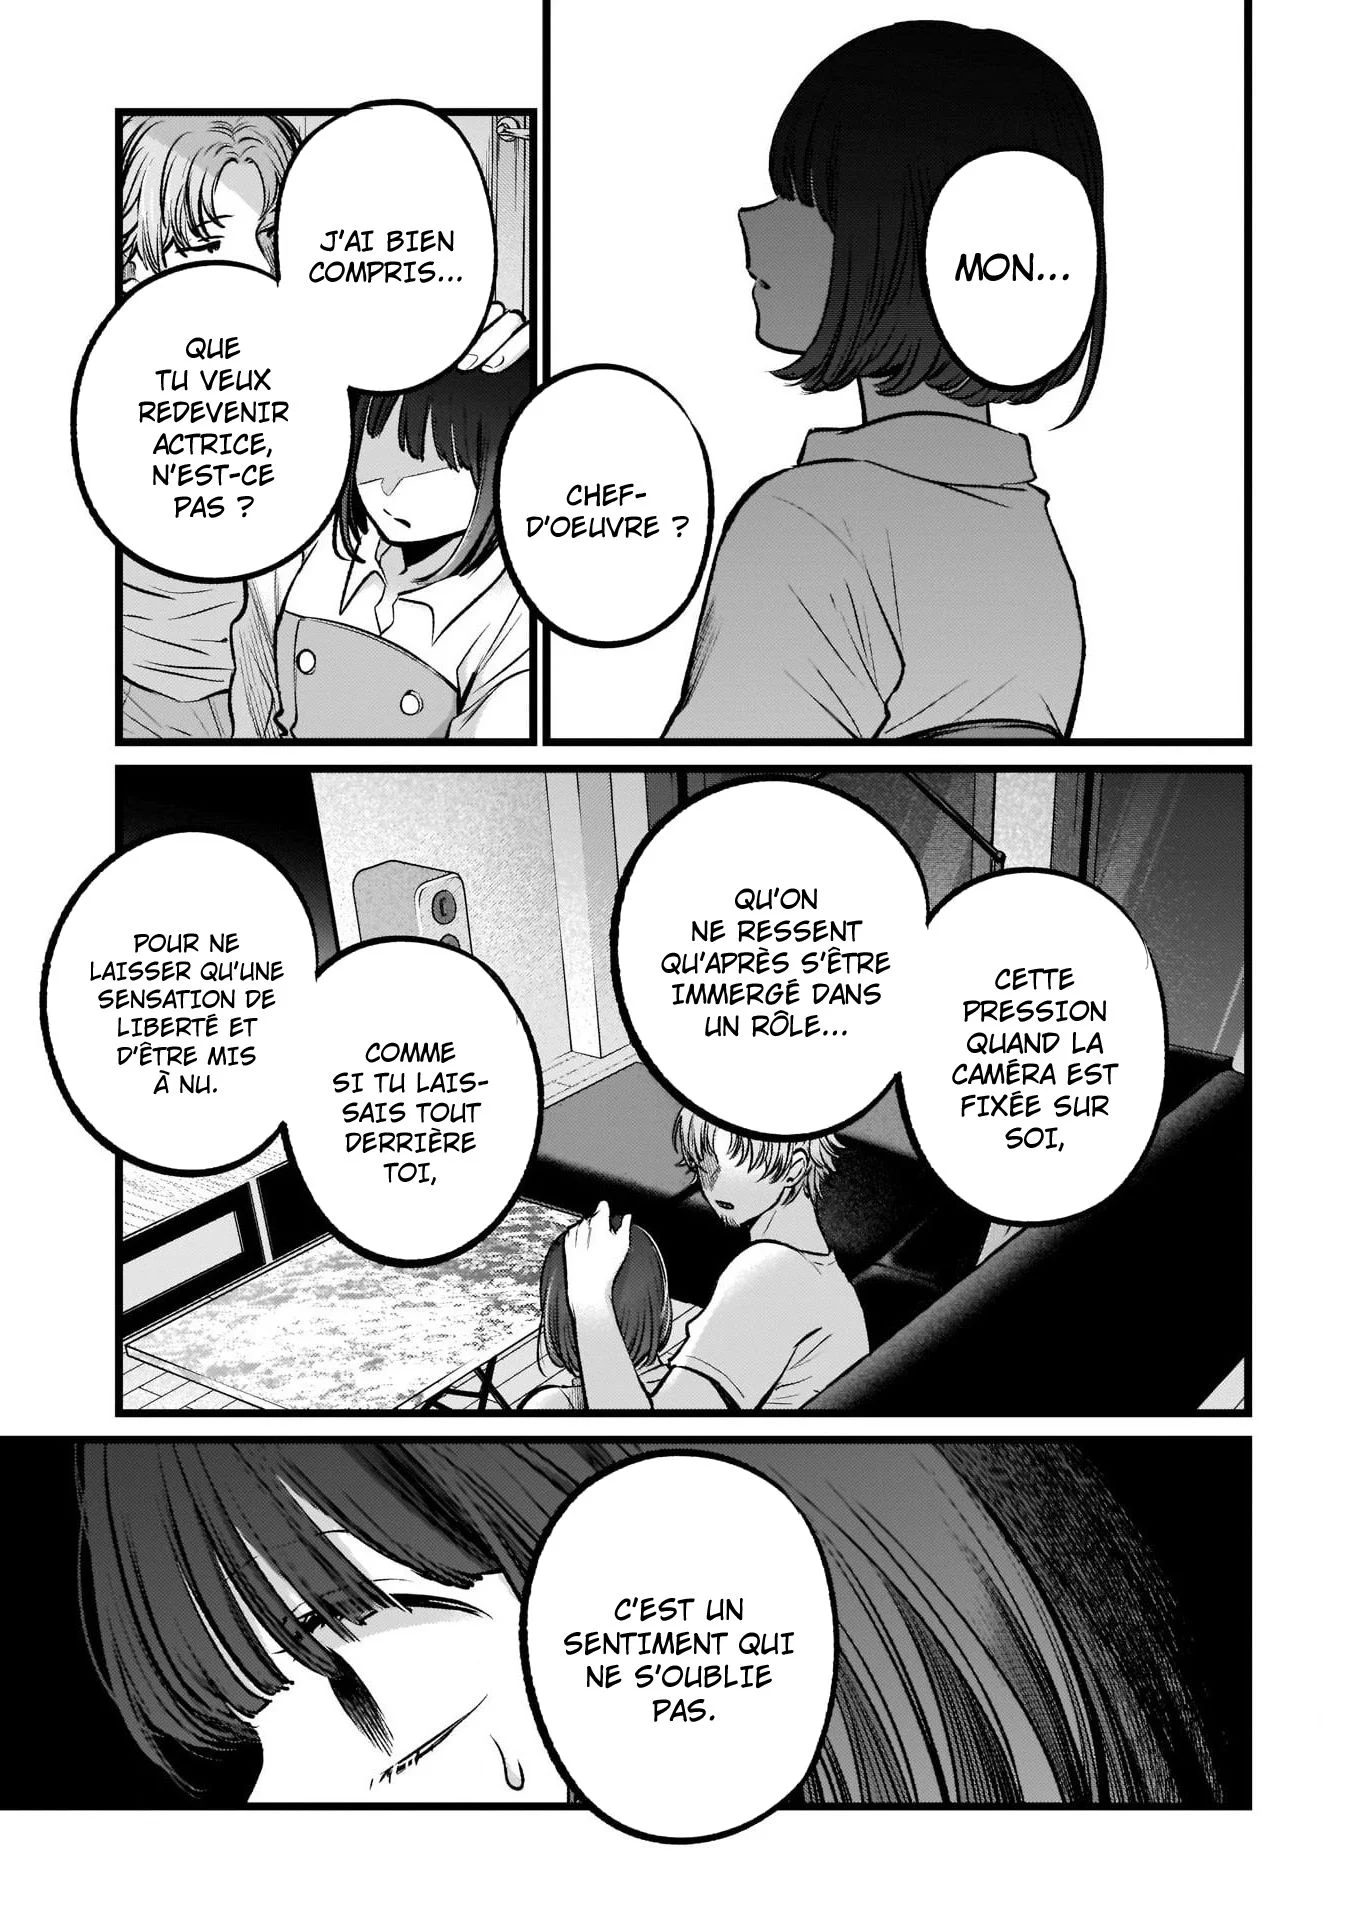 MON...
CHEF-
D'OEUVRE ?
J'AI BIEN
COMPRIS...
QUE
TU VEUX
REDEVENIR
ACTRICE,
N'EST-CE
PAS ?
CETTE
PRESSION
QUAND LA
CAMÉRA EST
FIXÉE SUR
SOI,
QU'ON
NE RESSENT
QU'APRÈS S'ÊTRE
IMMERGÉ DANS
UN RÔLE...
COMME
SI TU LAIS-
SAIS TOUT
DERRIÈRE
TOI,
POUR NE
LAISSER QU'UNE
SENSATION DE
LIBERTÉ ET
D'ÊTRE MIS
À NU.
C'EST UN
SENTIMENT QUI
NE S'OUBLIE
PAS.